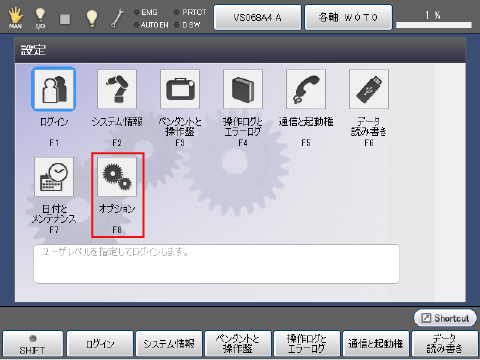 EMG
PRTCT
AUTO EN
D SW
VS068A4 A
各軸 W0T0
1 %
MAN
I/O
設定
ログイン
F1
システム情報
F2
ペンダントと
操作盤
F3
操作ログと
エラーログ
F4
通信と起動権
F5
データ
読み書き
F6
日付と
メンテナンス
F7
オプション
F8
ユーザレベルを指定してログインします。
Shortcut
SHIFT
ログイン
システム情報
ペンダントと
操作盤
操作ログと
エラーログ
通信と起動権
データ
読み書き